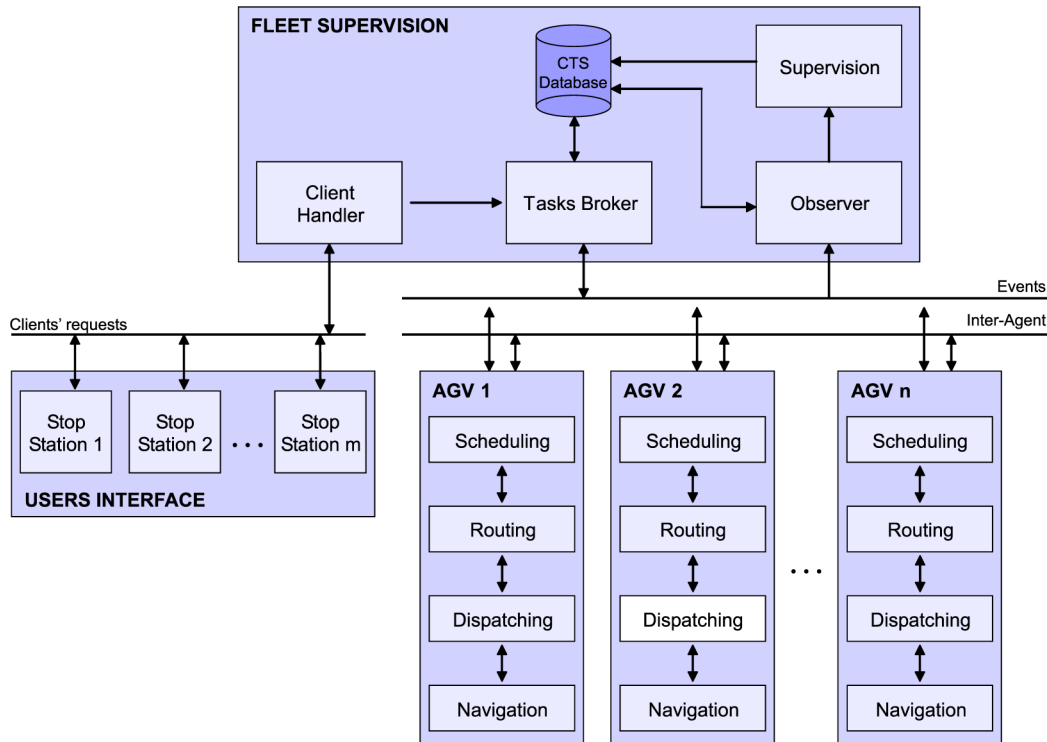 FLEET SUPERVISION
CTS
Database
Supervision
Client
Handler
Tasks Broker
Observer
Events
Clients' requests
Inter-Agent
Stop
Station 1
Stop
Station 2
. . .
Stop
Station m
USERS INTERFACE
AGV 1
Scheduling
Routing
Dispatching
Navigation
AGV 2
Scheduling
Routing
Dispatching
Navigation
. . .
AGV n
Scheduling
Routing
Dispatching
Navigation